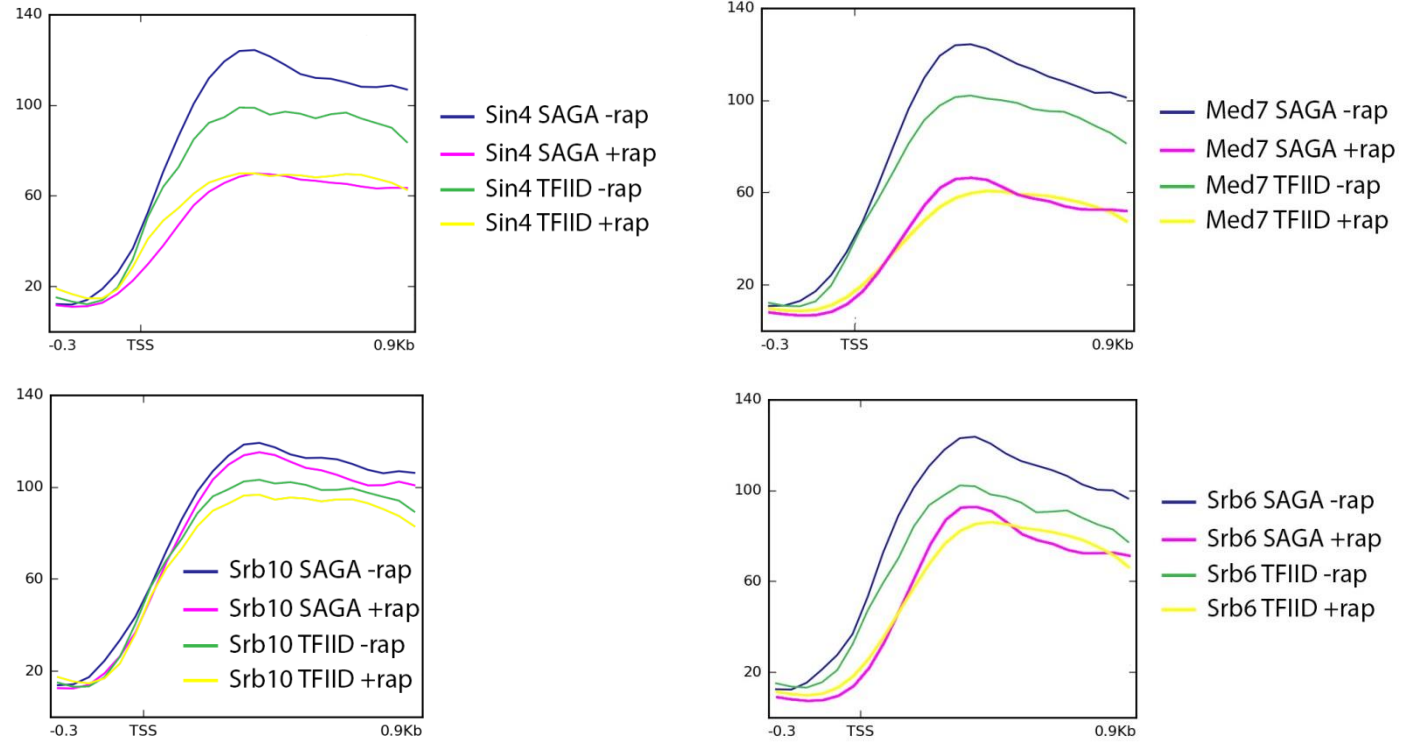 140
100
60
20
-0.3 TSS 0.9Kb
Sin4 SAGA -rap
Sin4 SAGA +rap
Sin4 TFIID -rap
Sin4 TFIID +rap
140
100
60
20
-0.3 TSS 0.9Kb
Med7 SAGA -rap
Med7 SAGA +rap
Med7 TFIID -rap
Med7 TFIID +rap
140
100
60
20
-0.3 TSS 0.9Kb
Srb10 SAGA -rap
Srb10 SAGA +rap
Srb10 TFIID -rap
Srb10 TFIID +rap
140
100
60
20
-0.3 TSS 0.9Kb
Srb6 SAGA -rap
Srb6 SAGA +rap
Srb6 TFIID -rap
Srb6 TFIID +rap